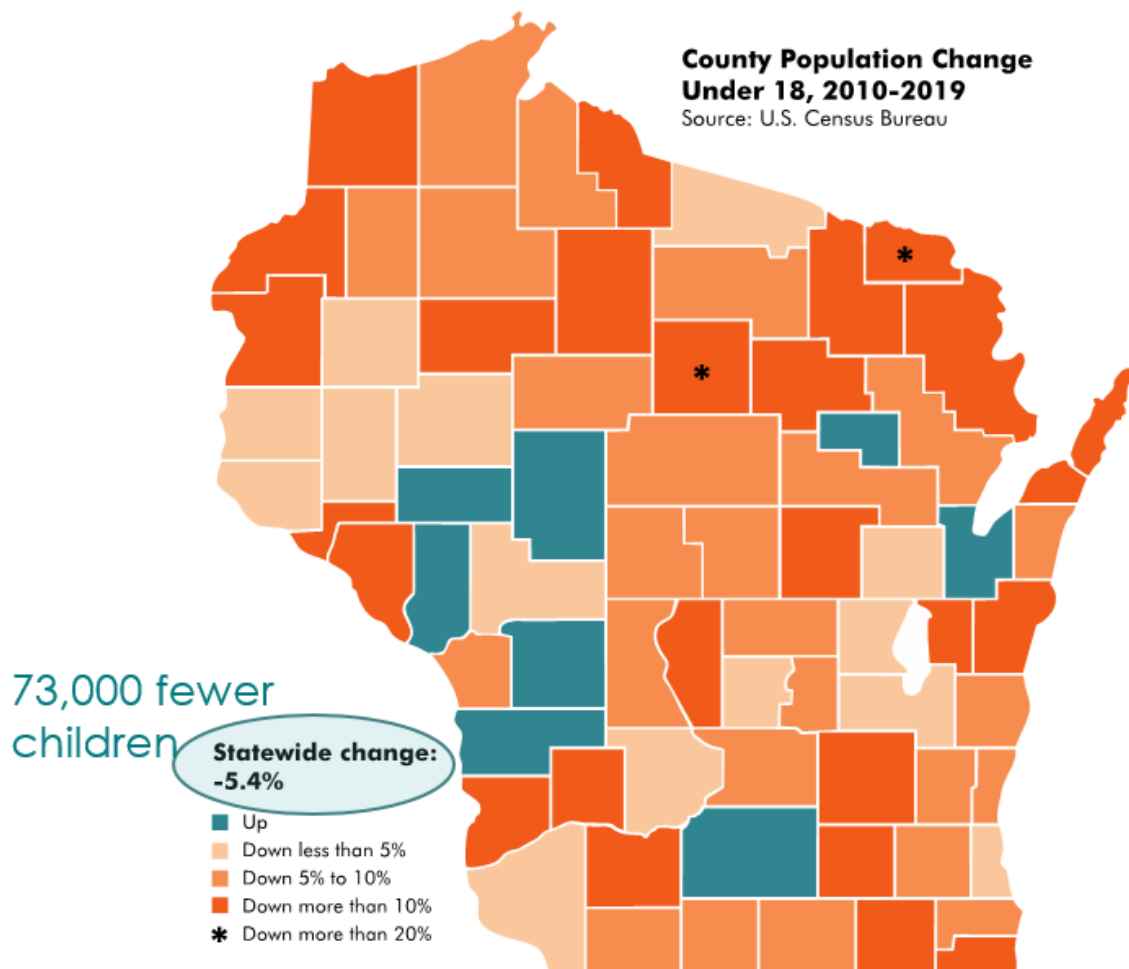 County Population Change
Under 18, 2010-2019
Source: U.S. Census Bureau
*
*
73,000 fewer
children
Statewide change:
-5.4%
Up
Down less than 5%
Down 5% to 10%
Down more than 10%
* Down more than 20%